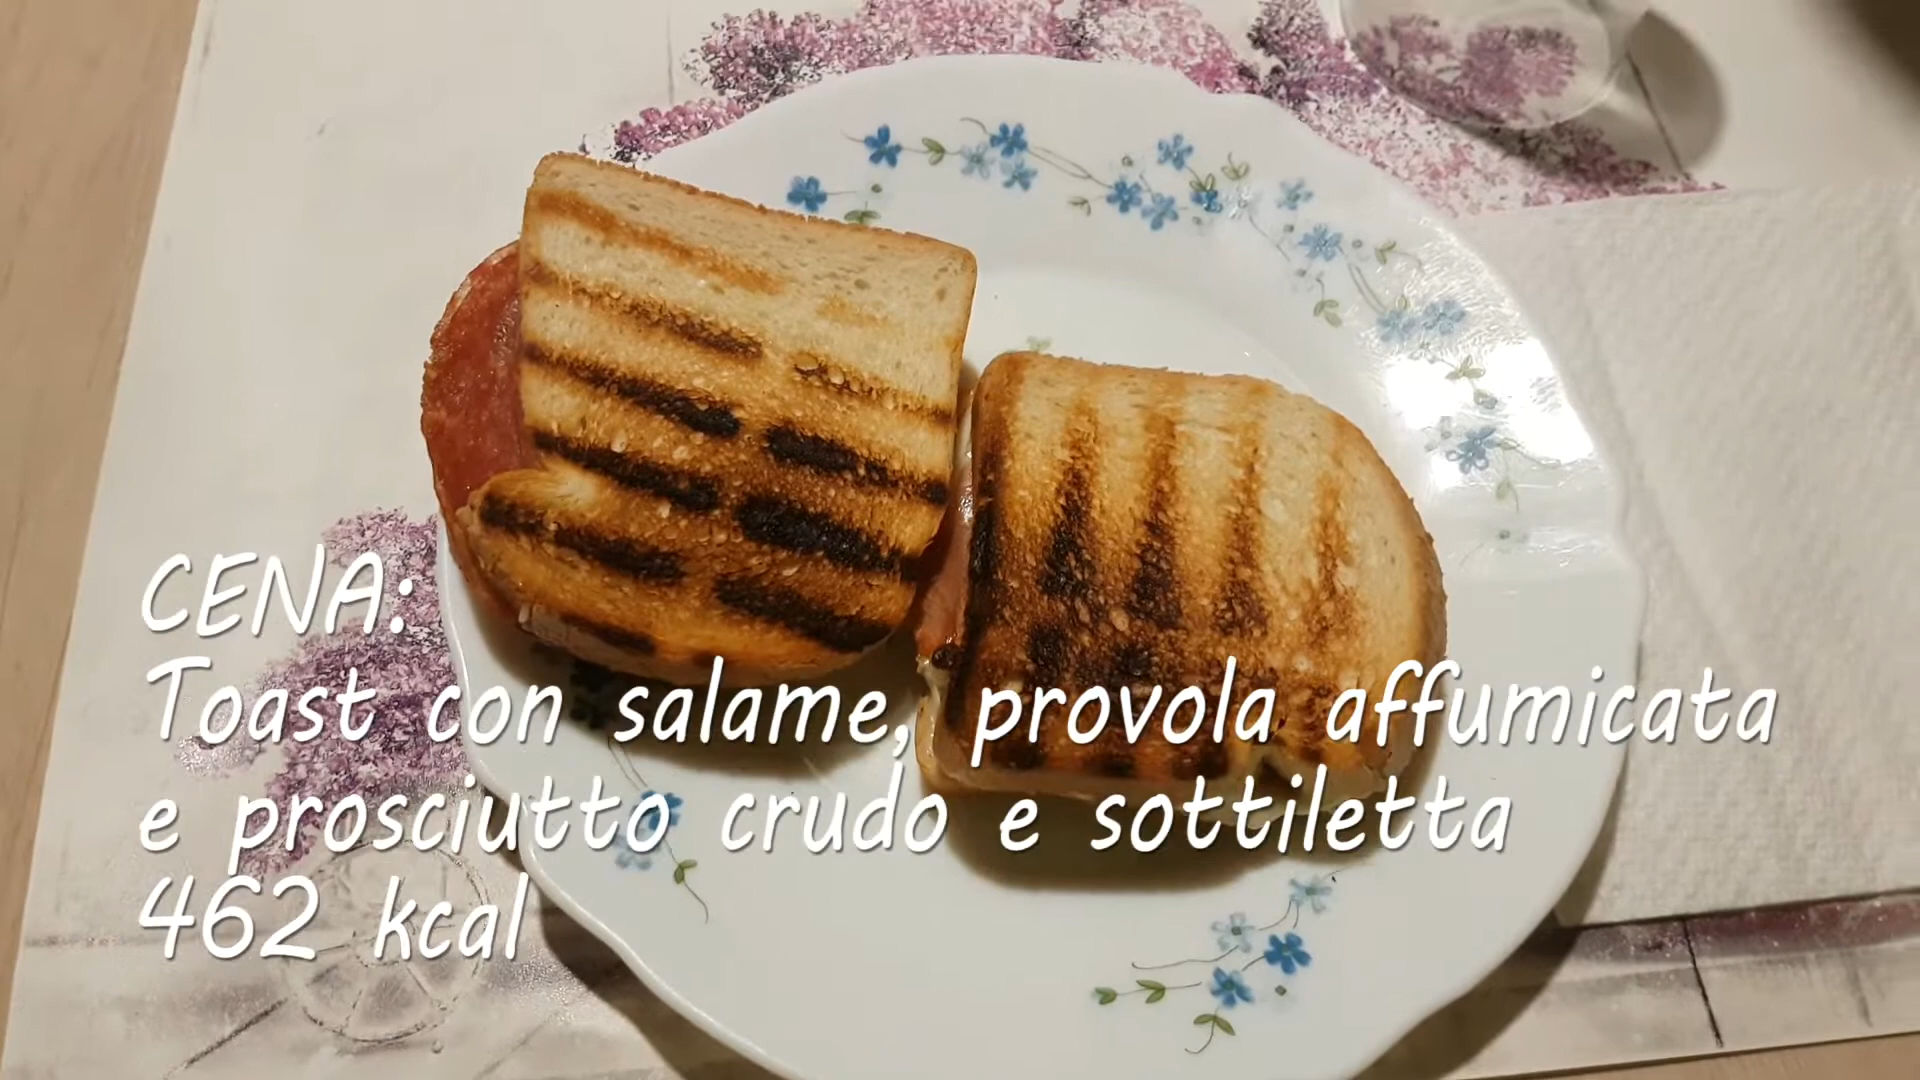 CENA:
Toast con salame, provola affumicata
e prosciutto crudo e sottiletta
462 kcal